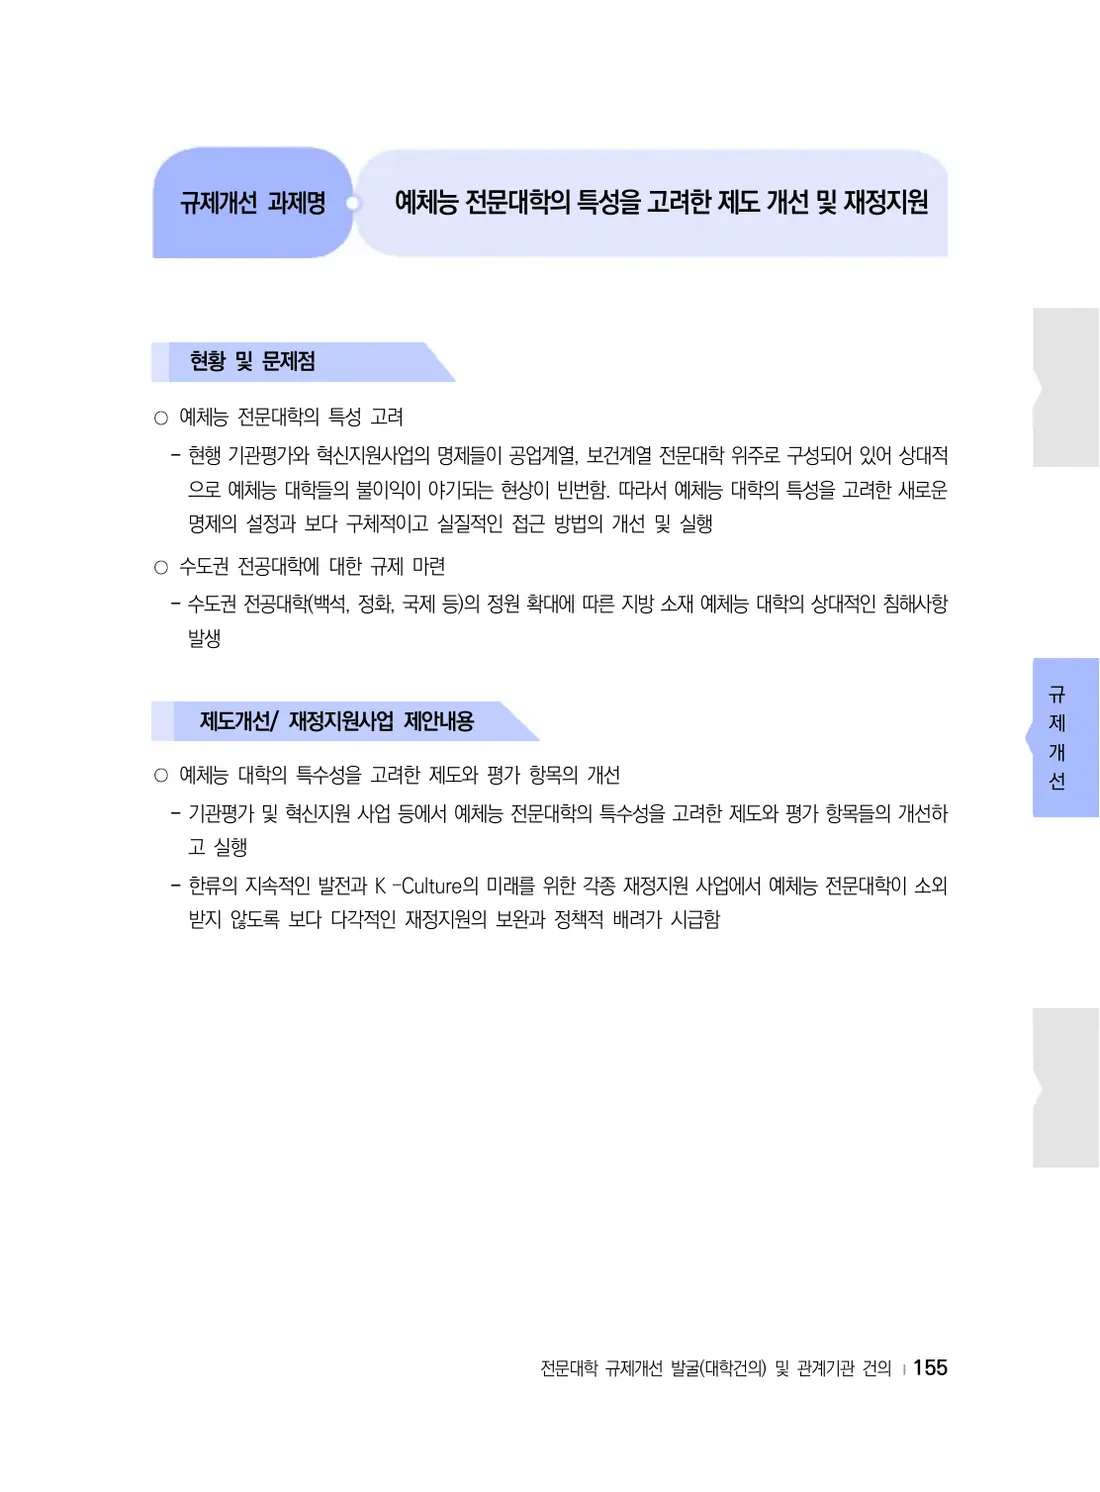 규제개선 과제명
예체능 전문대학의 특성을 고려한 제도 개선 및 재정지원
현황 및 문제점
○ 예체능 전문대학의 특성 고려
- 현행 기관평가와 혁신지원사업의 명제들이 공업계열, 보건계열 전문대학 위주로 구성되어 있어 상대적
으로 예체능 대학들의 불이익이 야기되는 현상이 빈번함. 따라서 예체능 대학의 특성을 고려한 새로운
명제의 설정과 보다 구체적이고 실질적인 접근 방법의 개선 및 실행
○ 수도권 전공대학에 대한 규제 마련
- 수도권 전공대학(백석, 정화, 국제 등)의 정원 확대에 따른 지방 소재 예체능 대학의 상대적인 침해사항
발생
제도개선/ 재정지원사업 제안내용
○ 예체능 대학의 특수성을 고려한 제도와 평가 항목의 개선
- 기관평가 및 혁신지원 사업 등에서 예체능 전문대학의 특수성을 고려한 제도와 평가 항목들의 개선하
고 실행
- 한류의 지속적인 발전과 K -Culture의 미래를 위한 각종 재정지원 사업에서 예체능 전문대학이 소외
받지 않도록 보다 다각적인 재정지원의 보완과 정책적 배려가 시급함
규
제
개
선
전문대학 규제개선 발굴(대학건의) 및 관계기관 건의 | 155